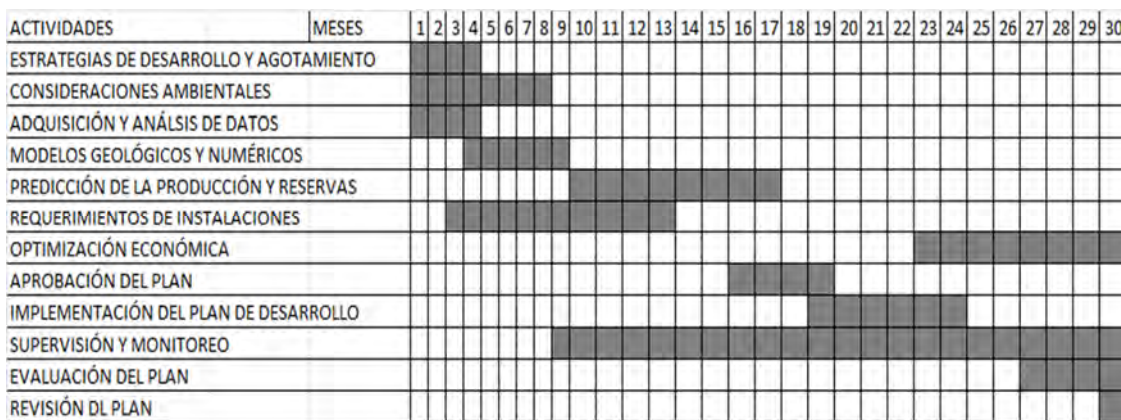 ACTIVIDADES MESES 1 2 3 4 5 6 7 8 9 10 11 12 13 14 15 16 17 18 19 20 21 22 23 24 25 26 27 28 29 30
ESTRATEGIAS DE DESARROLLO Y AGOTAMIENTO
CONSIDERACIONES AMBIENTALES
ADQUISICIÓN Y ANÁLSIS DE DATOS
MODELOS GEOLÓGICOS Y NUMÉRICOS
PREDICCIÓN DE LA PRODUCCIÓN Y RESERVAS
REQUERIMIENTOS DE INSTALACIONES
OPTIMIZACIÓN ECONÓMICA
APROBACIÓN DEL PLAN
IMPLEMENTACIÓN DEL PLAN DE DESARROLLO
SUPERVISIÓN Y MONITOREO
EVALUACIÓN DEL PLAN
REVISIÓN DL PLAN